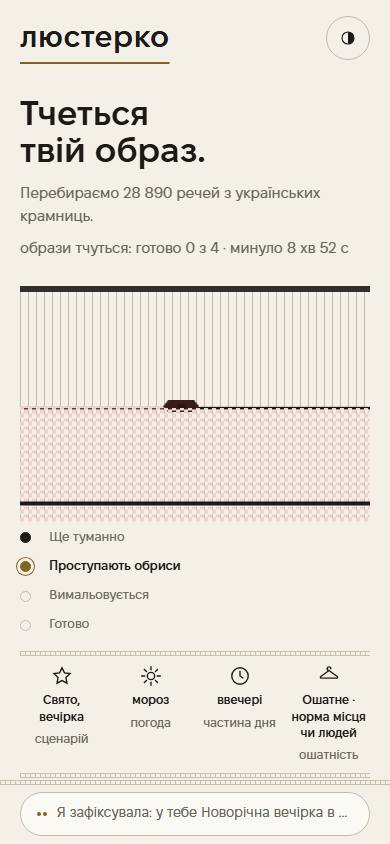 люстерко
Тчеться
твій образ.
Перебираємо 28 890 речей з українських
крамниць.
образи тчуться: готово 0 з 4 · минуло 8 хв 52 с
Ще туманно
Проступають обриси
Вимальовується
Готово
Свято,
вечірка
сценарій
мороз
погода
ввечері
частина дня
Ошатне ·
норма місця
чи людей
ошатність
Я зафіксувала: у тебе Новорічна вечірка в ...